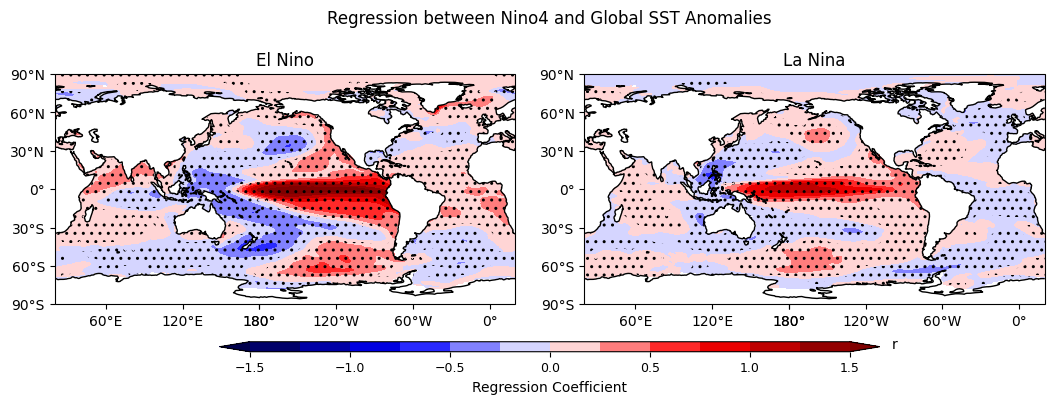 Regression between Nino4 and Global SST Anomalies
El Nino
La Nina
90°N
60°N
30°N
0°
30°S
60°S
90°S
60°E 120°E 180° 120°W 60°W 0°
90°N
60°N
30°N
0°
30°S
60°S
90°S
60°E 120°E 180° 120°W 60°W 0°
r
−1.5 −1.0 −0.5 0.0 0.5 1.0 1.5
Regression Coefficient